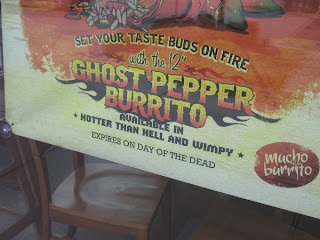 SET YOUR TASTE BUDS ON FIRE
with the 12"
GHOST PEPPER
BURRITO
AVAILABLE IN
* HOTTER THAN HELL AND WIMPY *
EXPIRES ON DAY OF THE DEAD
mucho
burrito